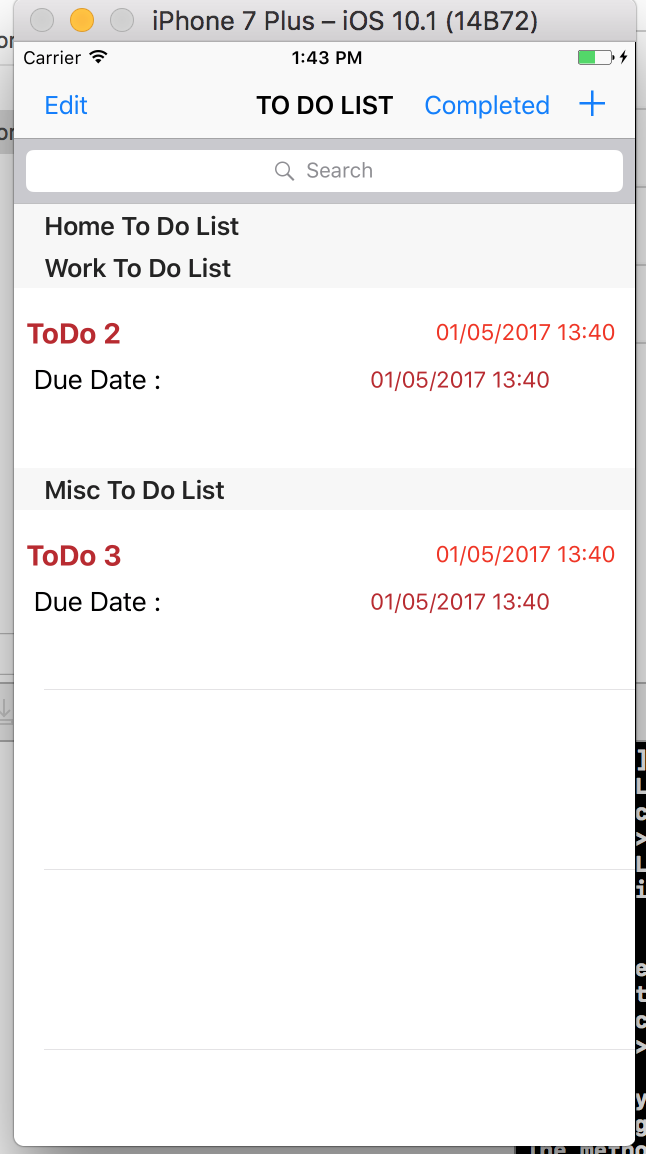 iPhone 7 Plus – iOS 10.1 (14B72)
Carrier 1:43 PM
Edit TO DO LIST Completed +
Search
Home To Do List
Work To Do List
ToDo 2 01/05/2017 13:40
Due Date : 01/05/2017 13:40
Misc To Do List
ToDo 3 01/05/2017 13:40
Due Date : 01/05/2017 13:40